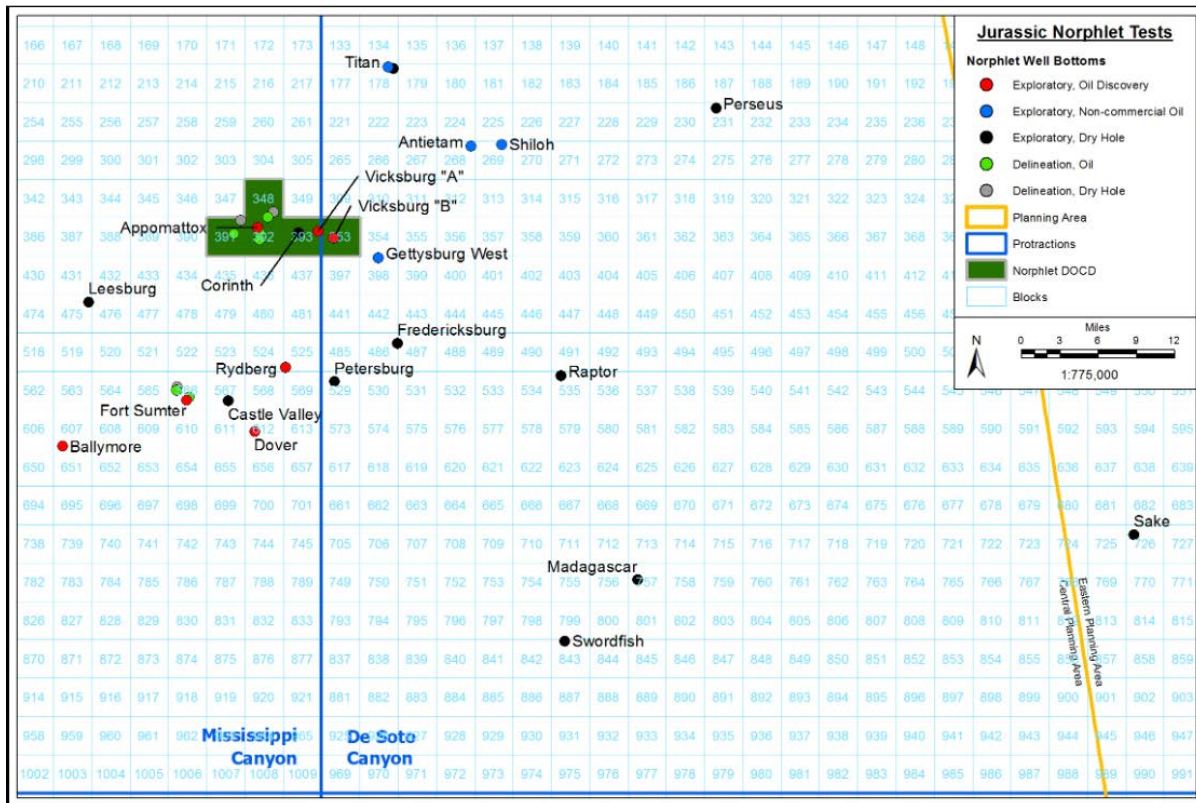 Jurassic Norphlet Tests
Norphlet Well Bottoms
Exploratory, Oil Discovery
Exploratory, Non-commercial Oil
Exploratory, Dry Hole
Delineation, Oil
Delineation, Dry Hole
Planning Area
Protractions
Norphlet DOCD
Blocks
N
Miles
0 3 6 12
1:775,000
166 167 168 169 170 171 172 173 133 134 135 136 137 138 139 140 141 142 143 144 145 146 147 148
Titan
210 211 212 213 214 215 216 217 177 178 179 180 181 182 183 184 185 186 187 188 189 190 191 192
Perseus
254 255 256 257 258 259 260 261 221 222 223 224 225 226 227 228 229 230 231 232 233 234 235 236
Antietam
Shiloh
298 299 300 301 302 303 304 305 265 266 267 268 269 270 271 272 273 274 275 276 277 278 279 280
Vicksburg "A"
342 343 344 345 346 347 348 349 311 312 313 314 315 316 317 318 319 320 321 322 323 324
Vicksburg "B"
Appomattox
386 387 388 389 390 391 392 393 353 354 355 356 357 358 359 360 361 362 363 364 365 366 367 368
Gettysburg West
Corinth
430 431 432 433 434 435 436 437 397 398 399 400 401 402 403 404 405 406 407 408 409 410 411 412
Leesburg
474 475 476 477 478 479 480 481 441 442 443 444 445 446 447 448 449 450 451 452 453 454 455
Fredericksburg
518 519 520 521 522 523 524 525 485 486 487 488 489 490 491 492 493 494 495 496 497 498 499 500
Rydberg
Petersburg
Raptor
562 563 564 565 566 567 568 569 529 530 531 532 533 534 535 536 537 538 539 540 541 542
Fort Sumter
Castle Valley
606 607 608 609 610 611 612 613 573 574 575 576 577 578 579 580 581 582 583 584 585 586 587 588 589 590 591 592 593 594 595
Dover
Ballymore
650 651 652 653 654 655 656 657 617 618 619 620 621 622 623 624 625 626 627 628 629 630 631 632 633 634 635 636 637 638 639
694 695 696 697 698 699 700 701 661 662 663 664 665 666 667 668 669 670 671 672 673 674 675 676 677 678 679 680 681 682 683
Sake
738 739 740 741 742 743 744 745 705 706 707 708 709 710 711 712 713 714 715 716 717 718 719 720 721 722 723 724 725 726 727
Madagascar
782 783 784 785 786 787 788 789 749 750 751 752 753 754 755 756 757 758 759 760 761 762 763 764 765 766 767 768 769 770 771
Central Planning Area
Eastern Planning Area
826 827 828 829 830 831 832 833 793 794 795 796 797 798 799 800 801 802 803 804 805 806 807 808 809 810 811 813 814 815
Swordfish
870 871 872 873 874 875 876 877 837 838 839 840 841 842 843 844 845 846 847 848 849 850 851 852 853 854 855 857 858 859
914 915 916 917 918 919 920 921 881 882 883 884 885 886 887 888 889 890 891 892 893 894 895 896 897 898 899 900 901 902 903
958 959 960 961 962 928 929 930 931 932 933 934 935 936 937 938 939 940 941 942 943 944 945 946 947
Mississippi
Canyon
De Soto
Canyon
1002 1003 1004 1005 1006 1007 1008 1009 969 970 971 972 973 974 975 976 977 978 979 980 981 982 983 984 985 986 987 988 989 990 991